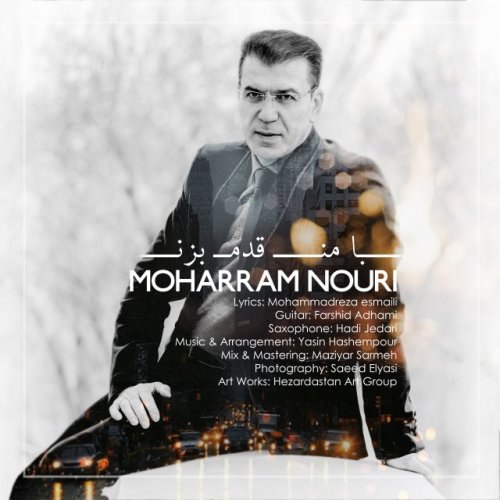 با من قدم بزن
MOHARRAM NOURI
Lyrics: Mohammadreza esmaili
Guitar: Farshid Adhami
Saxophone: Hadi Jedari
Music & Arrangement: Yasin Hashempour
Mix & Mastering: Maziyar Sarmeh
Photography: Saeed Elyasi
Art Works: Hezardastan Art Group